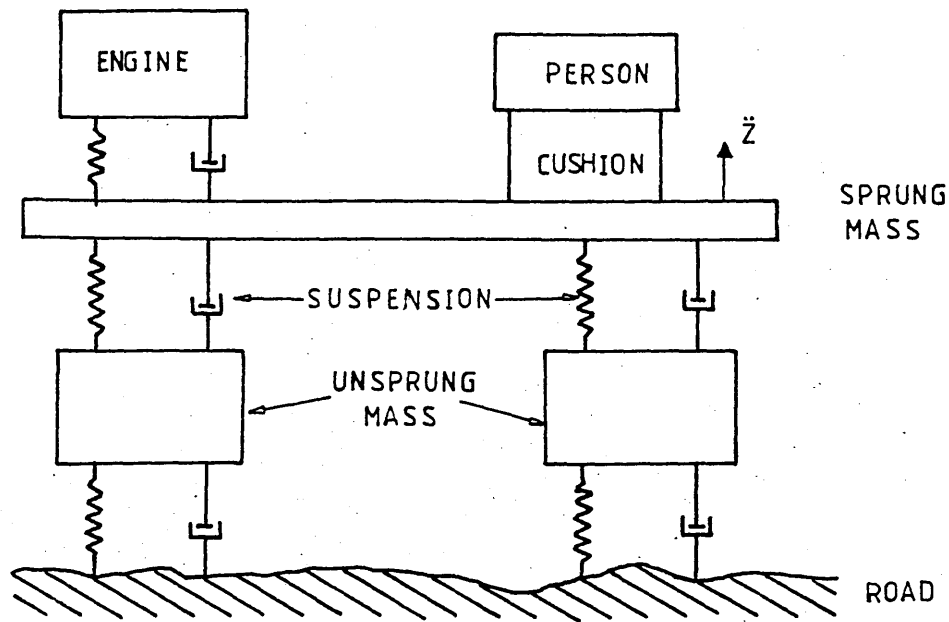 ENGINE
PERSON
CUSHION
Z̈
SPRUNG
MASS
SUSPENSION
UNSPRUNG
MASS
ROAD